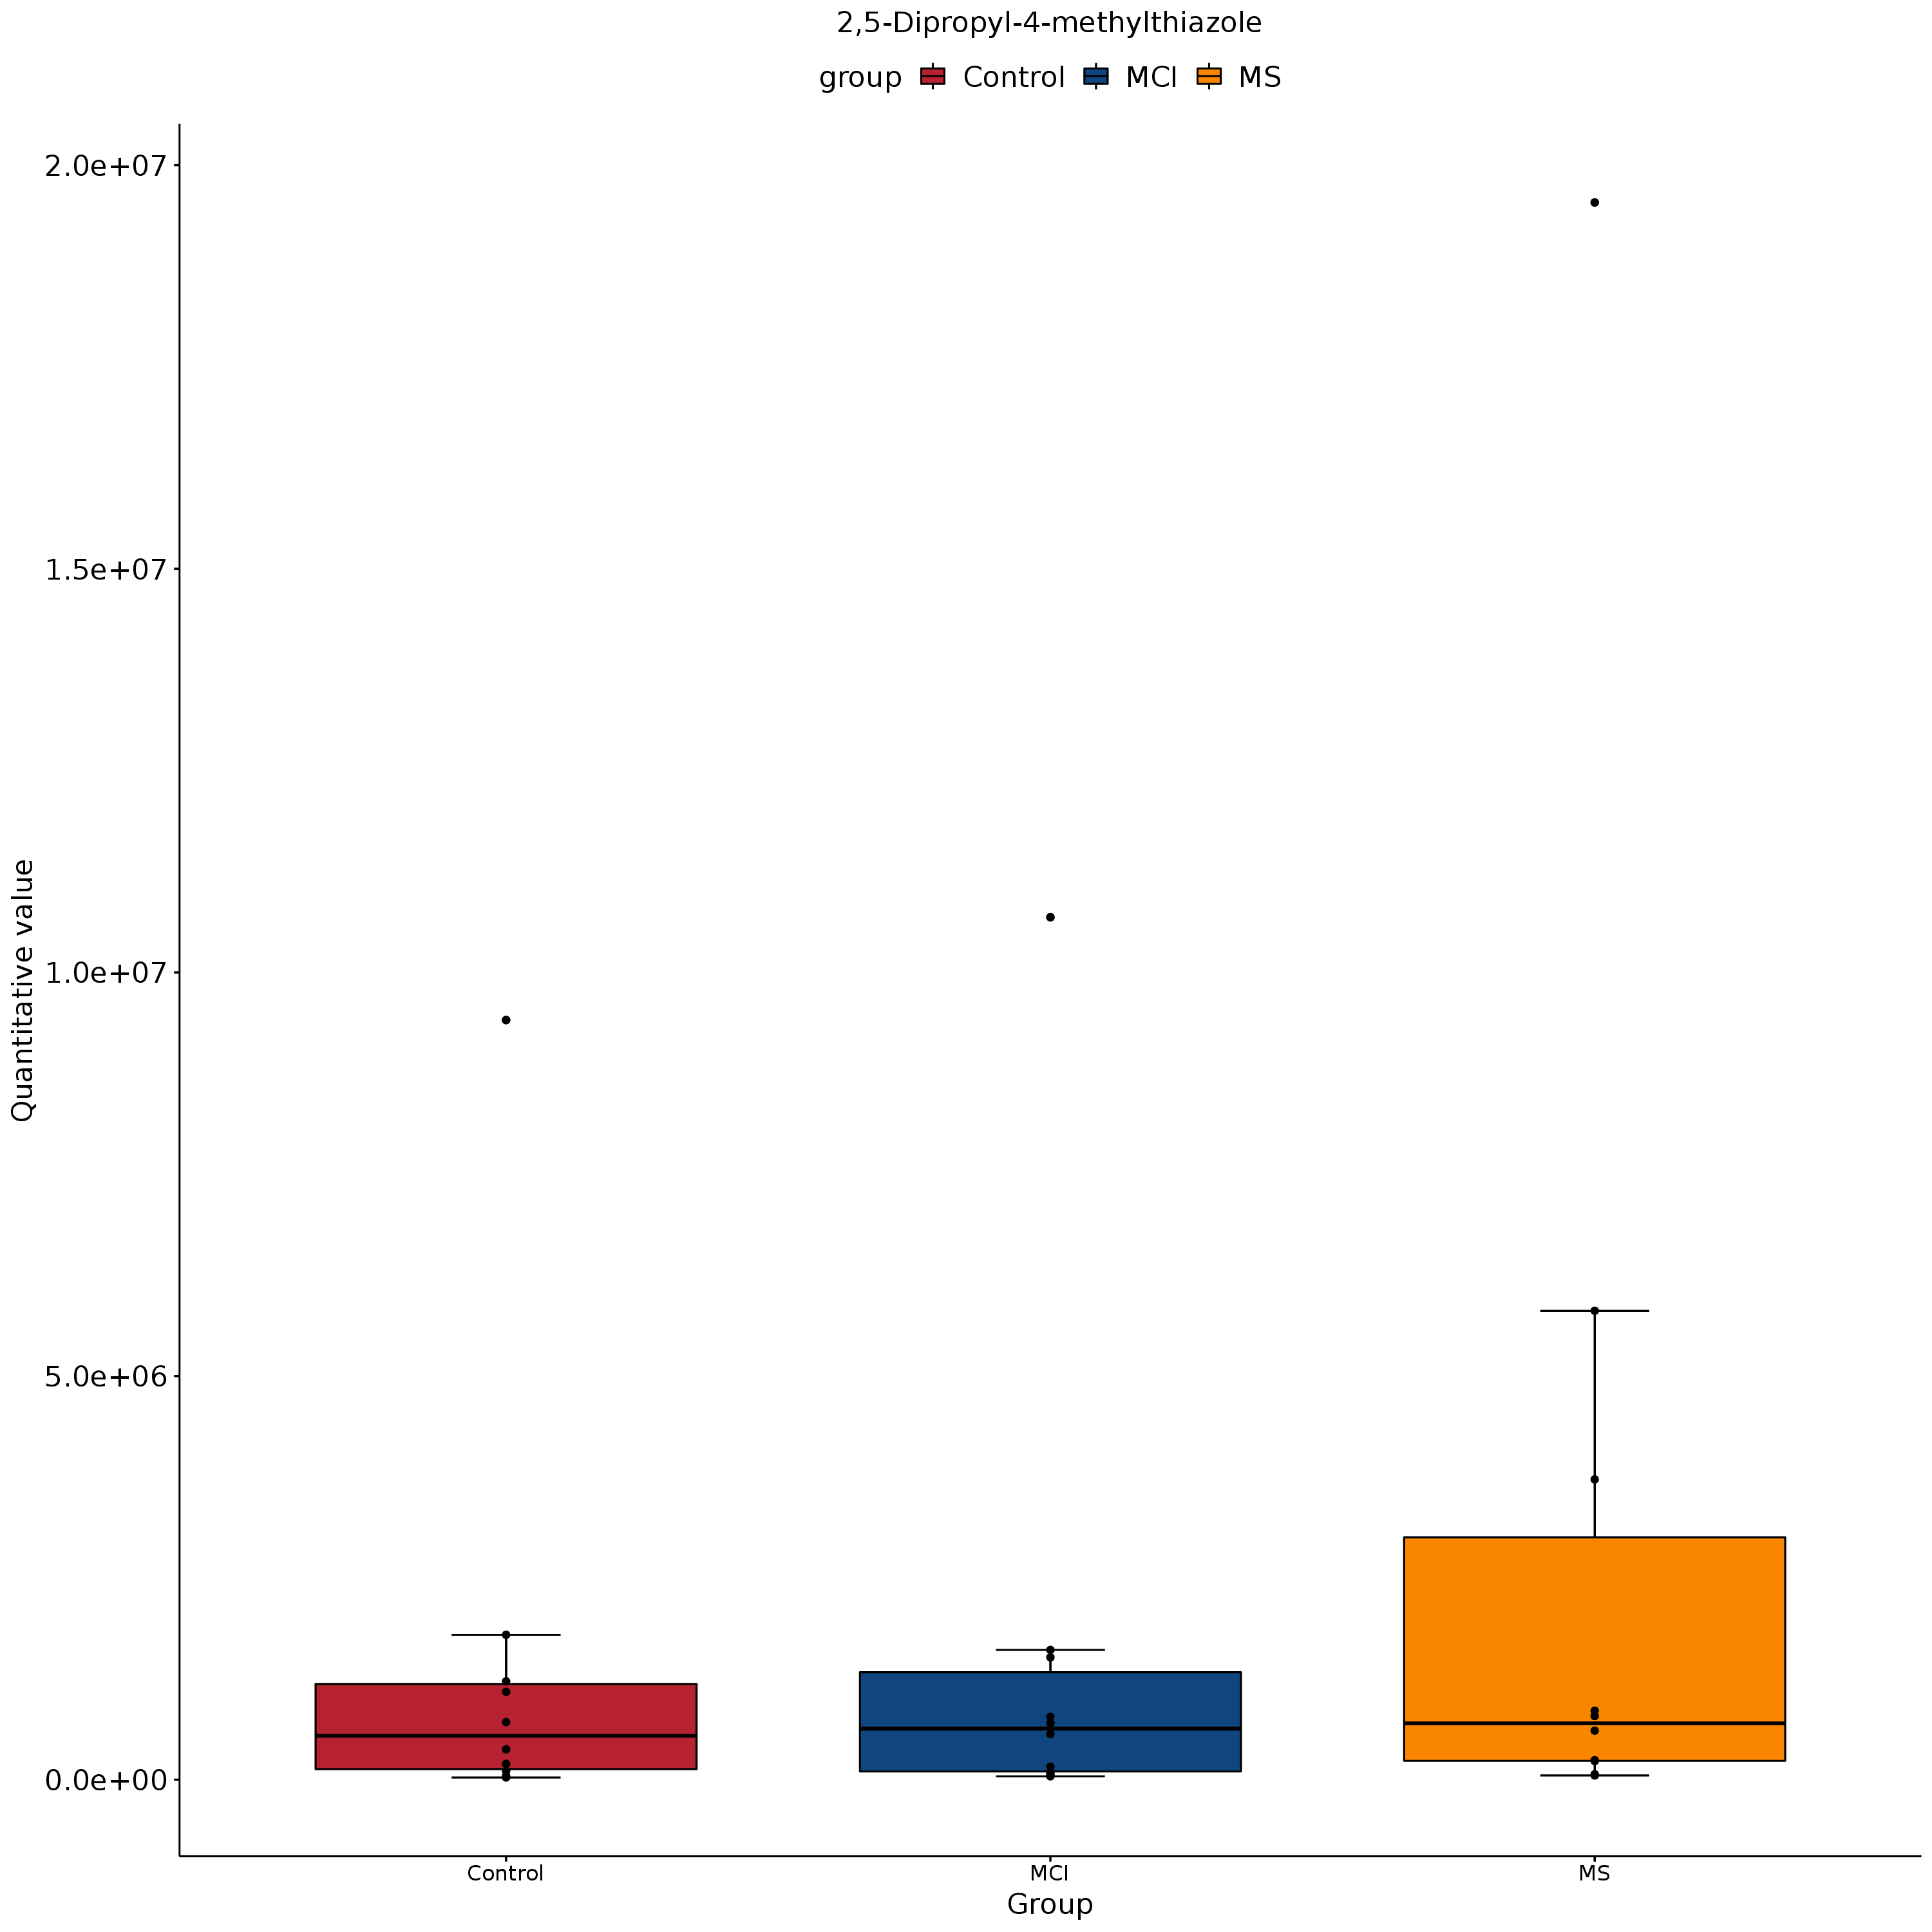 2,5-Dipropyl-4-methylthiazole
group Control MCI MS
2.0e+07
1.5e+07
1.0e+07
5.0e+06
0.0e+00
Quantitative value
Control MCI MS
Group